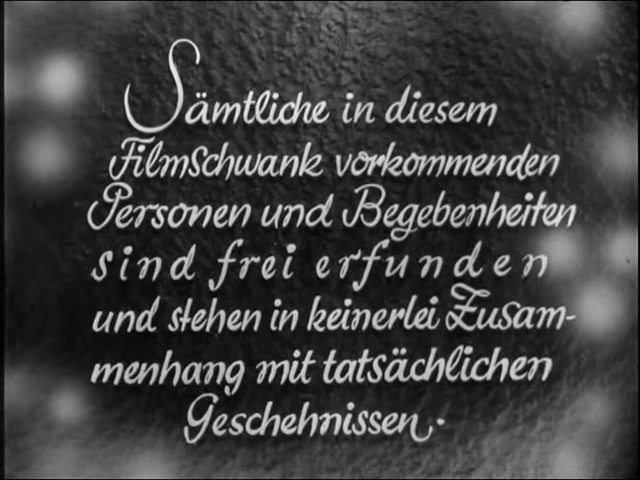 Sämtliche in diesem
Filmschwank vorkommenden
Personen und Begebenheiten
sind frei erfunden
und stehen in keinerlei Zusam-
menhang mit tatsächlichen
Geschehnissen.